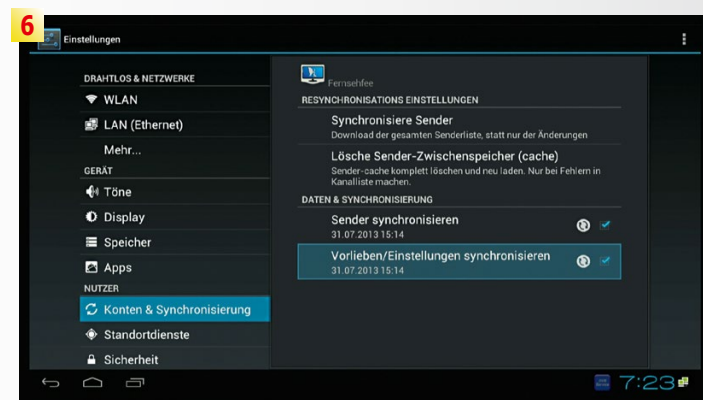 6
Einstellungen
DRAHTLOS & NETZWERKE
WLAN
LAN (Ethernet)
Mehr...
GERÄT
Töne
Display
Speicher
Apps
NUTZER
Konten & Synchronisierung
Standortdienste
Sicherheit
Fernsehfee
RESYNCHRONISATIONS EINSTELLUNGEN
Synchronisiere Sender
Download der gesamten Senderliste, statt nur der Änderungen
Lösche Sender-Zwischenspeicher (cache)
Sender-cache komplett löschen und neu laden. Nur bei Fehlern in
Kanalliste machen.
DATEN & SYNCHRONISIERUNG
Sender synchronisieren
31.07.2013 15:14
Vorlieben/Einstellungen synchronisieren
31.07.2013 15:14
7:23